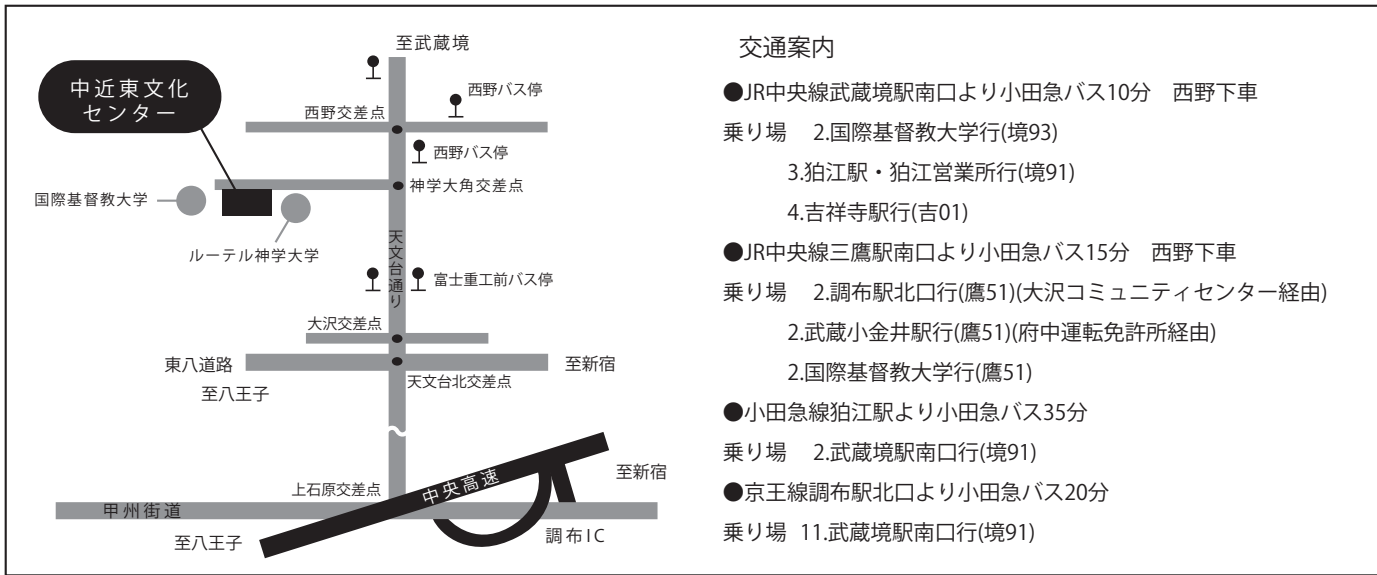 至武蔵境
中近東文化
センター
西野バス停
西野交差点
西野バス停
神学大角交差点
国際基督教大学
ルーテル神学大学
天文台通り
富士重工前バス停
大沢交差点
東八道路
至新宿
至八王子
天文台北交差点
上石原交差点
中央高速
至新宿
甲州街道
至八王子
調布IC
交通案内
●JR中央線武蔵境駅南口より小田急バス10分　西野下車
乗り場　2.国際基督教大学行(境93)
3.狛江駅・狛江営業所行(境91)
4.吉祥寺駅行(吉01)
●JR中央線三鷹駅南口より小田急バス15分　西野下車
乗り場　2.調布駅北口行(鷹51)(大沢コミュニティセンター経由)
2.武蔵小金井駅行(鷹51)(府中運転免許所経由)
2.国際基督教大学行(鷹51)
●小田急線狛江駅より小田急バス35分
乗り場　2.武蔵境駅南口行(境91)
●京王線調布駅北口より小田急バス20分
乗り場 11.武蔵境駅南口行(境91)